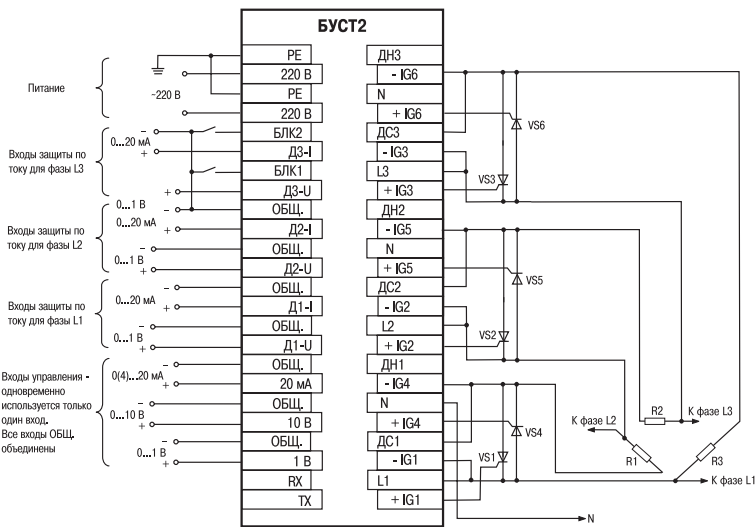 БУСТ2
Питание
~220 В
Входы защиты по
току для фазы L3
–
0...20 мА
+
+
0...1 В
–
Входы защиты по
току для фазы L2
0...20 мА
+
–
0...1 В
+
Входы защиты по
току для фазы L1
–
0...20 мА
+
–
0...1 В
+
Входы управления -
одновременно
используется только
один вход.
Все входы ОБЩ.
объединены
–
0(4)...20 мА
+
–
0...10 В
+
–
0...1 В
+
PE
220 В
PE
220 В
БЛК2
Д3-I
БЛК1
Д3-U
ОБЩ.
Д2-I
ОБЩ.
Д2-U
ОБЩ.
Д1-I
ОБЩ.
Д1-U
ОБЩ.
20 мА
ОБЩ.
10 В
ОБЩ.
1 В
RX
TX
ДН3
- IG6
N
+ IG6
ДС3
- IG3
L3
+ IG3
ДН2
- IG5
N
+ IG5
ДС2
- IG2
L2
+ IG2
ДН1
- IG4
N
+ IG4
ДС1
- IG1
L1
+ IG1
VS6
VS3
VS5
VS2
VS4
VS1
R2
К фазе L3
К фазе L2
R1
R3
К фазе L1
N